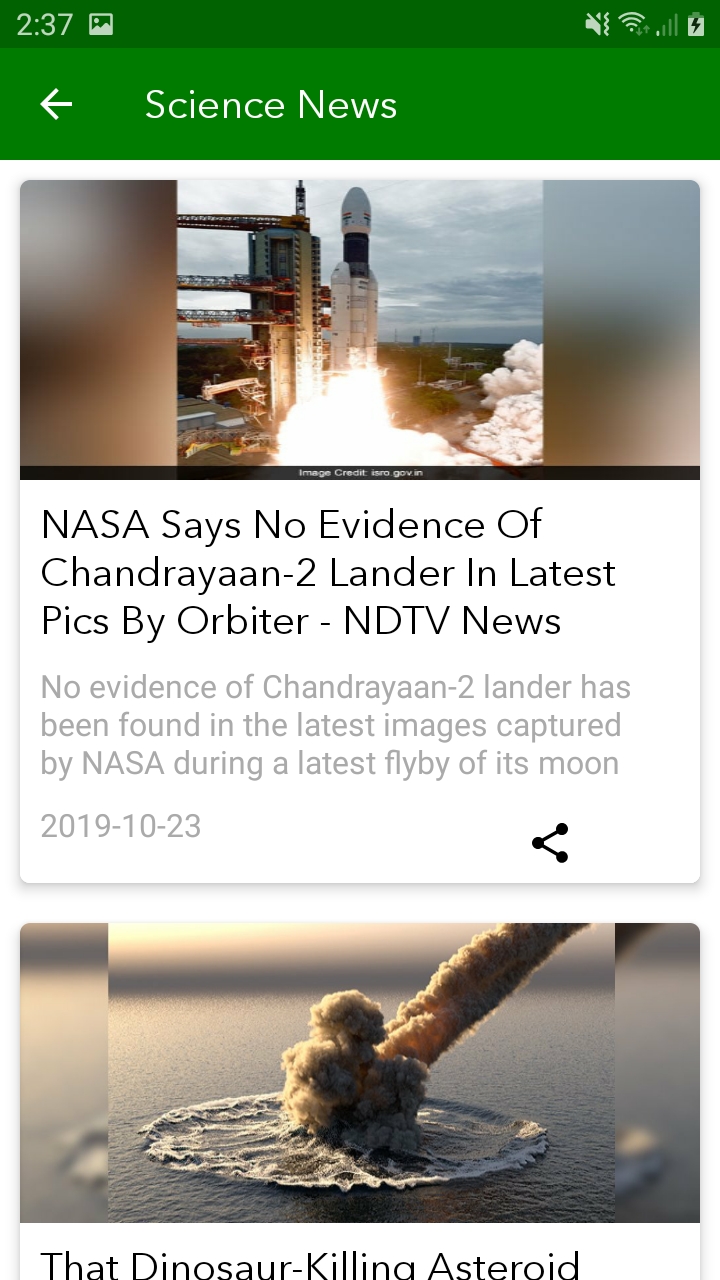 2:37
Science News
Image Credit: isro.gov.in
NASA Says No Evidence Of
Chandrayaan-2 Lander In Latest
Pics By Orbiter - NDTV News
No evidence of Chandrayaan-2 lander has
been found in the latest images captured
by NASA during a latest flyby of its moon
2019-10-23
That Dinosaur-Killing Asteroid